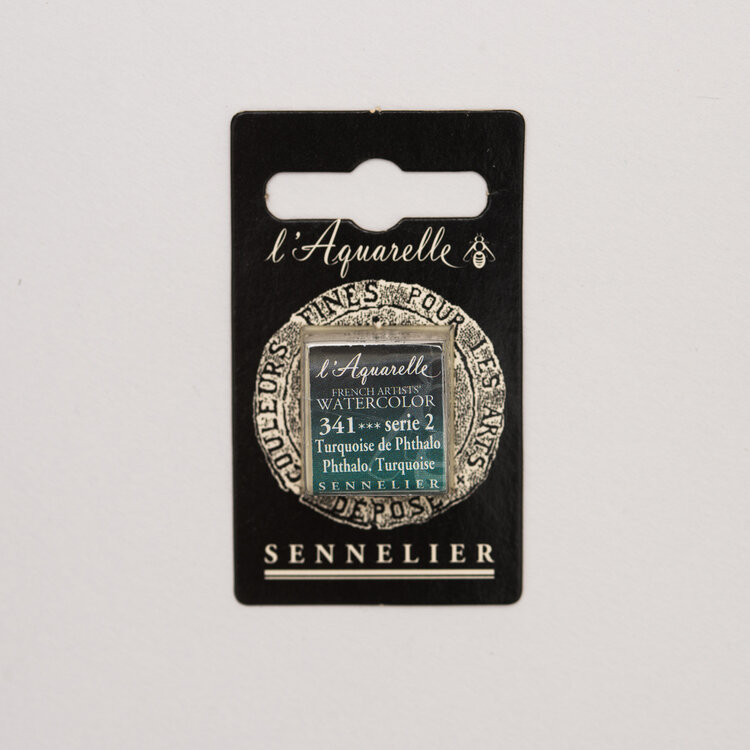 l'Aquarelle
COULEURS FINES POUR LES ARTS
DÉPOSÉ
l'Aquarelle
FRENCH ARTISTS'
WATERCOLOR
341 *** serie 2
Turquoise de Phthalo
Phthalo. Turquoise
SENNELIER
SENNELIER